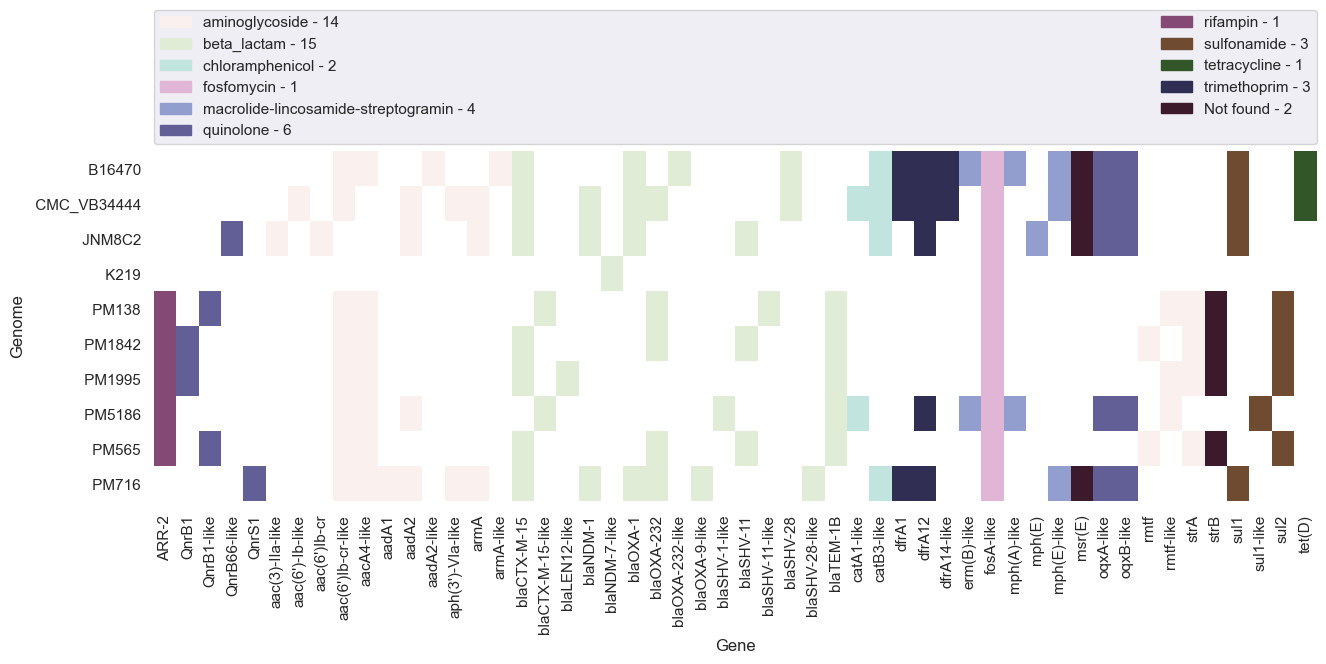 aminoglycoside - 14
beta_lactam - 15
chloramphenicol - 2
fosfomycin - 1
macrolide-lincosamide-streptogramin - 4
quinolone - 6
rifampin - 1
sulfonamide - 3
tetracycline - 1
trimethoprim - 3
Not found - 2
Genome
B16470
CMC_VB34444
JNM8C2
K219
PM138
PM1842
PM1995
PM5186
PM565
PM716
ARR-2
QnrB1
QnrB1-like
QnrB66-like
QnrS1
aac(3)-IIa-like
aac(6')-Ib-like
aac(6')Ib-cr
aac(6')Ib-cr-like
aacA4-like
aadA1
aadA2
aadA2-like
aph(3')-VIa-like
armA
armA-like
blaCTX-M-15
blaCTX-M-15-like
blaLEN12-like
blaNDM-1
blaNDM-7-like
blaOXA-1
blaOXA-232
blaOXA-232-like
blaOXA-9-like
blaSHV-1-like
blaSHV-11
blaSHV-11-like
blaSHV-28
blaSHV-28-like
blaTEM-1B
catA1-like
catB3-like
dfrA1
dfrA12
dfrA14-like
erm(B)-like
fosA-like
mph(A)-like
mph(E)
mph(E)-like
msr(E)
oqxA-like
oqxB-like
rmtf
rmtf-like
strA
strB
sul1
sul1-like
sul2
tet(D)
Gene